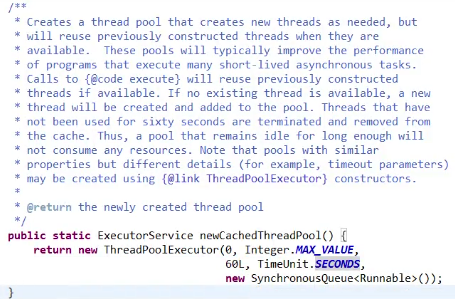 /**
 * Creates a thread pool that creates new threads as needed, but
 * will reuse previously constructed threads when they are
 * available.  These pools will typically improve the performance
 * of programs that execute many short-lived asynchronous tasks.
 * Calls to {@code execute} will reuse previously constructed
 * threads if available. If no existing thread is available, a new
 * thread will be created and added to the pool. Threads that have
 * not been used for sixty seconds are terminated and removed from
 * the cache. Thus, a pool that remains idle for long enough will
 * not consume any resources. Note that pools with similar
 * properties but different details (for example, timeout parameters)
 * may be created using {@link ThreadPoolExecutor} constructors.
 *
 * @return the newly created thread pool
 */
public static ExecutorService newCachedThreadPool() {
    return new ThreadPoolExecutor(0, Integer.MAX_VALUE,
                                  60L, TimeUnit.SECONDS,
                                  new SynchronousQueue<Runnable>());
}